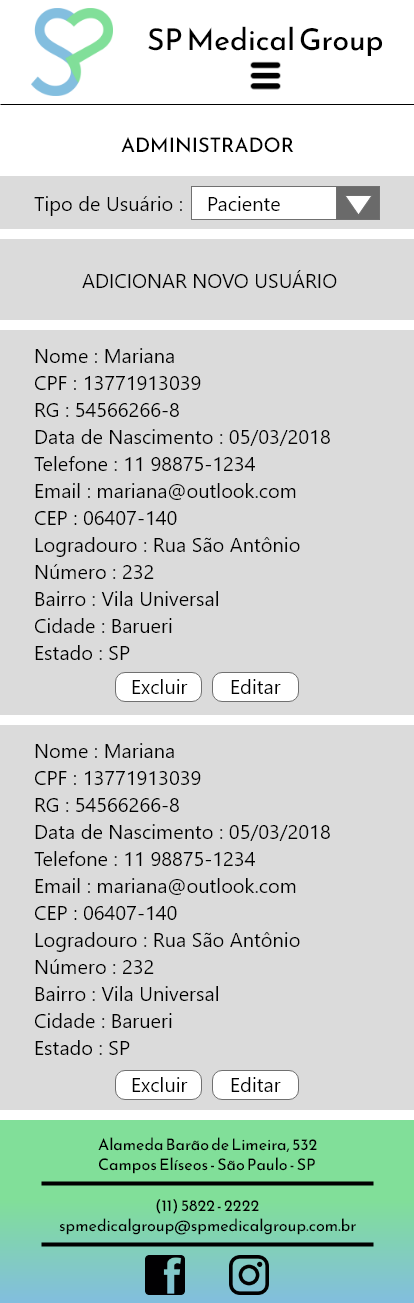 SP Medical Group
ADMINISTRADOR
Tipo de Usuário : Paciente
ADICIONAR NOVO USUÁRIO
Nome : Mariana
CPF : 13771913039
RG : 54566266-8
Data de Nascimento : 05/03/2018
Telefone : 11 98875-1234
Email : mariana@outlook.com
CEP : 06407-140
Logradouro : Rua São Antônio
Número : 232
Bairro : Vila Universal
Cidade : Barueri
Estado : SP
Excluir Editar
Nome : Mariana
CPF : 13771913039
RG : 54566266-8
Data de Nascimento : 05/03/2018
Telefone : 11 98875-1234
Email : mariana@outlook.com
CEP : 06407-140
Logradouro : Rua São Antônio
Número : 232
Bairro : Vila Universal
Cidade : Barueri
Estado : SP
Excluir Editar
Alameda Barão de Limeira, 532
Campos Elíseos - São Paulo - SP
(11) 5822 - 2222
spmedicalgroup@spmedicalgroup.com.br